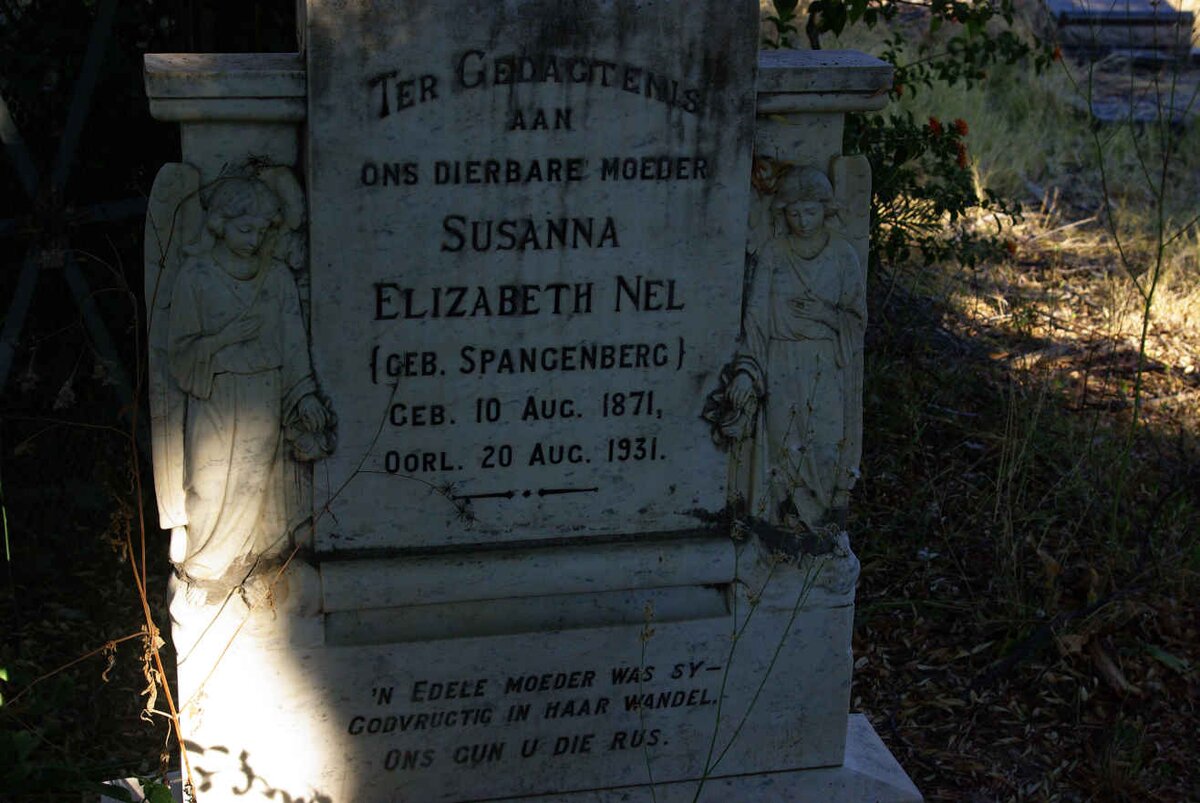 TER GEDAGTENIS
AAN
ONS DIERBARE MOEDER
SUSANNA
ELIZABETH NEL
{GEB. SPANGENBERG}
GEB. 10 AUG. 1871,
OORL. 20 AUG. 1931.
'N EDELE MOEDER WAS SY—
GODVRUCTIG IN HAAR WANDEL.
ONS GUN U DIE RUS.